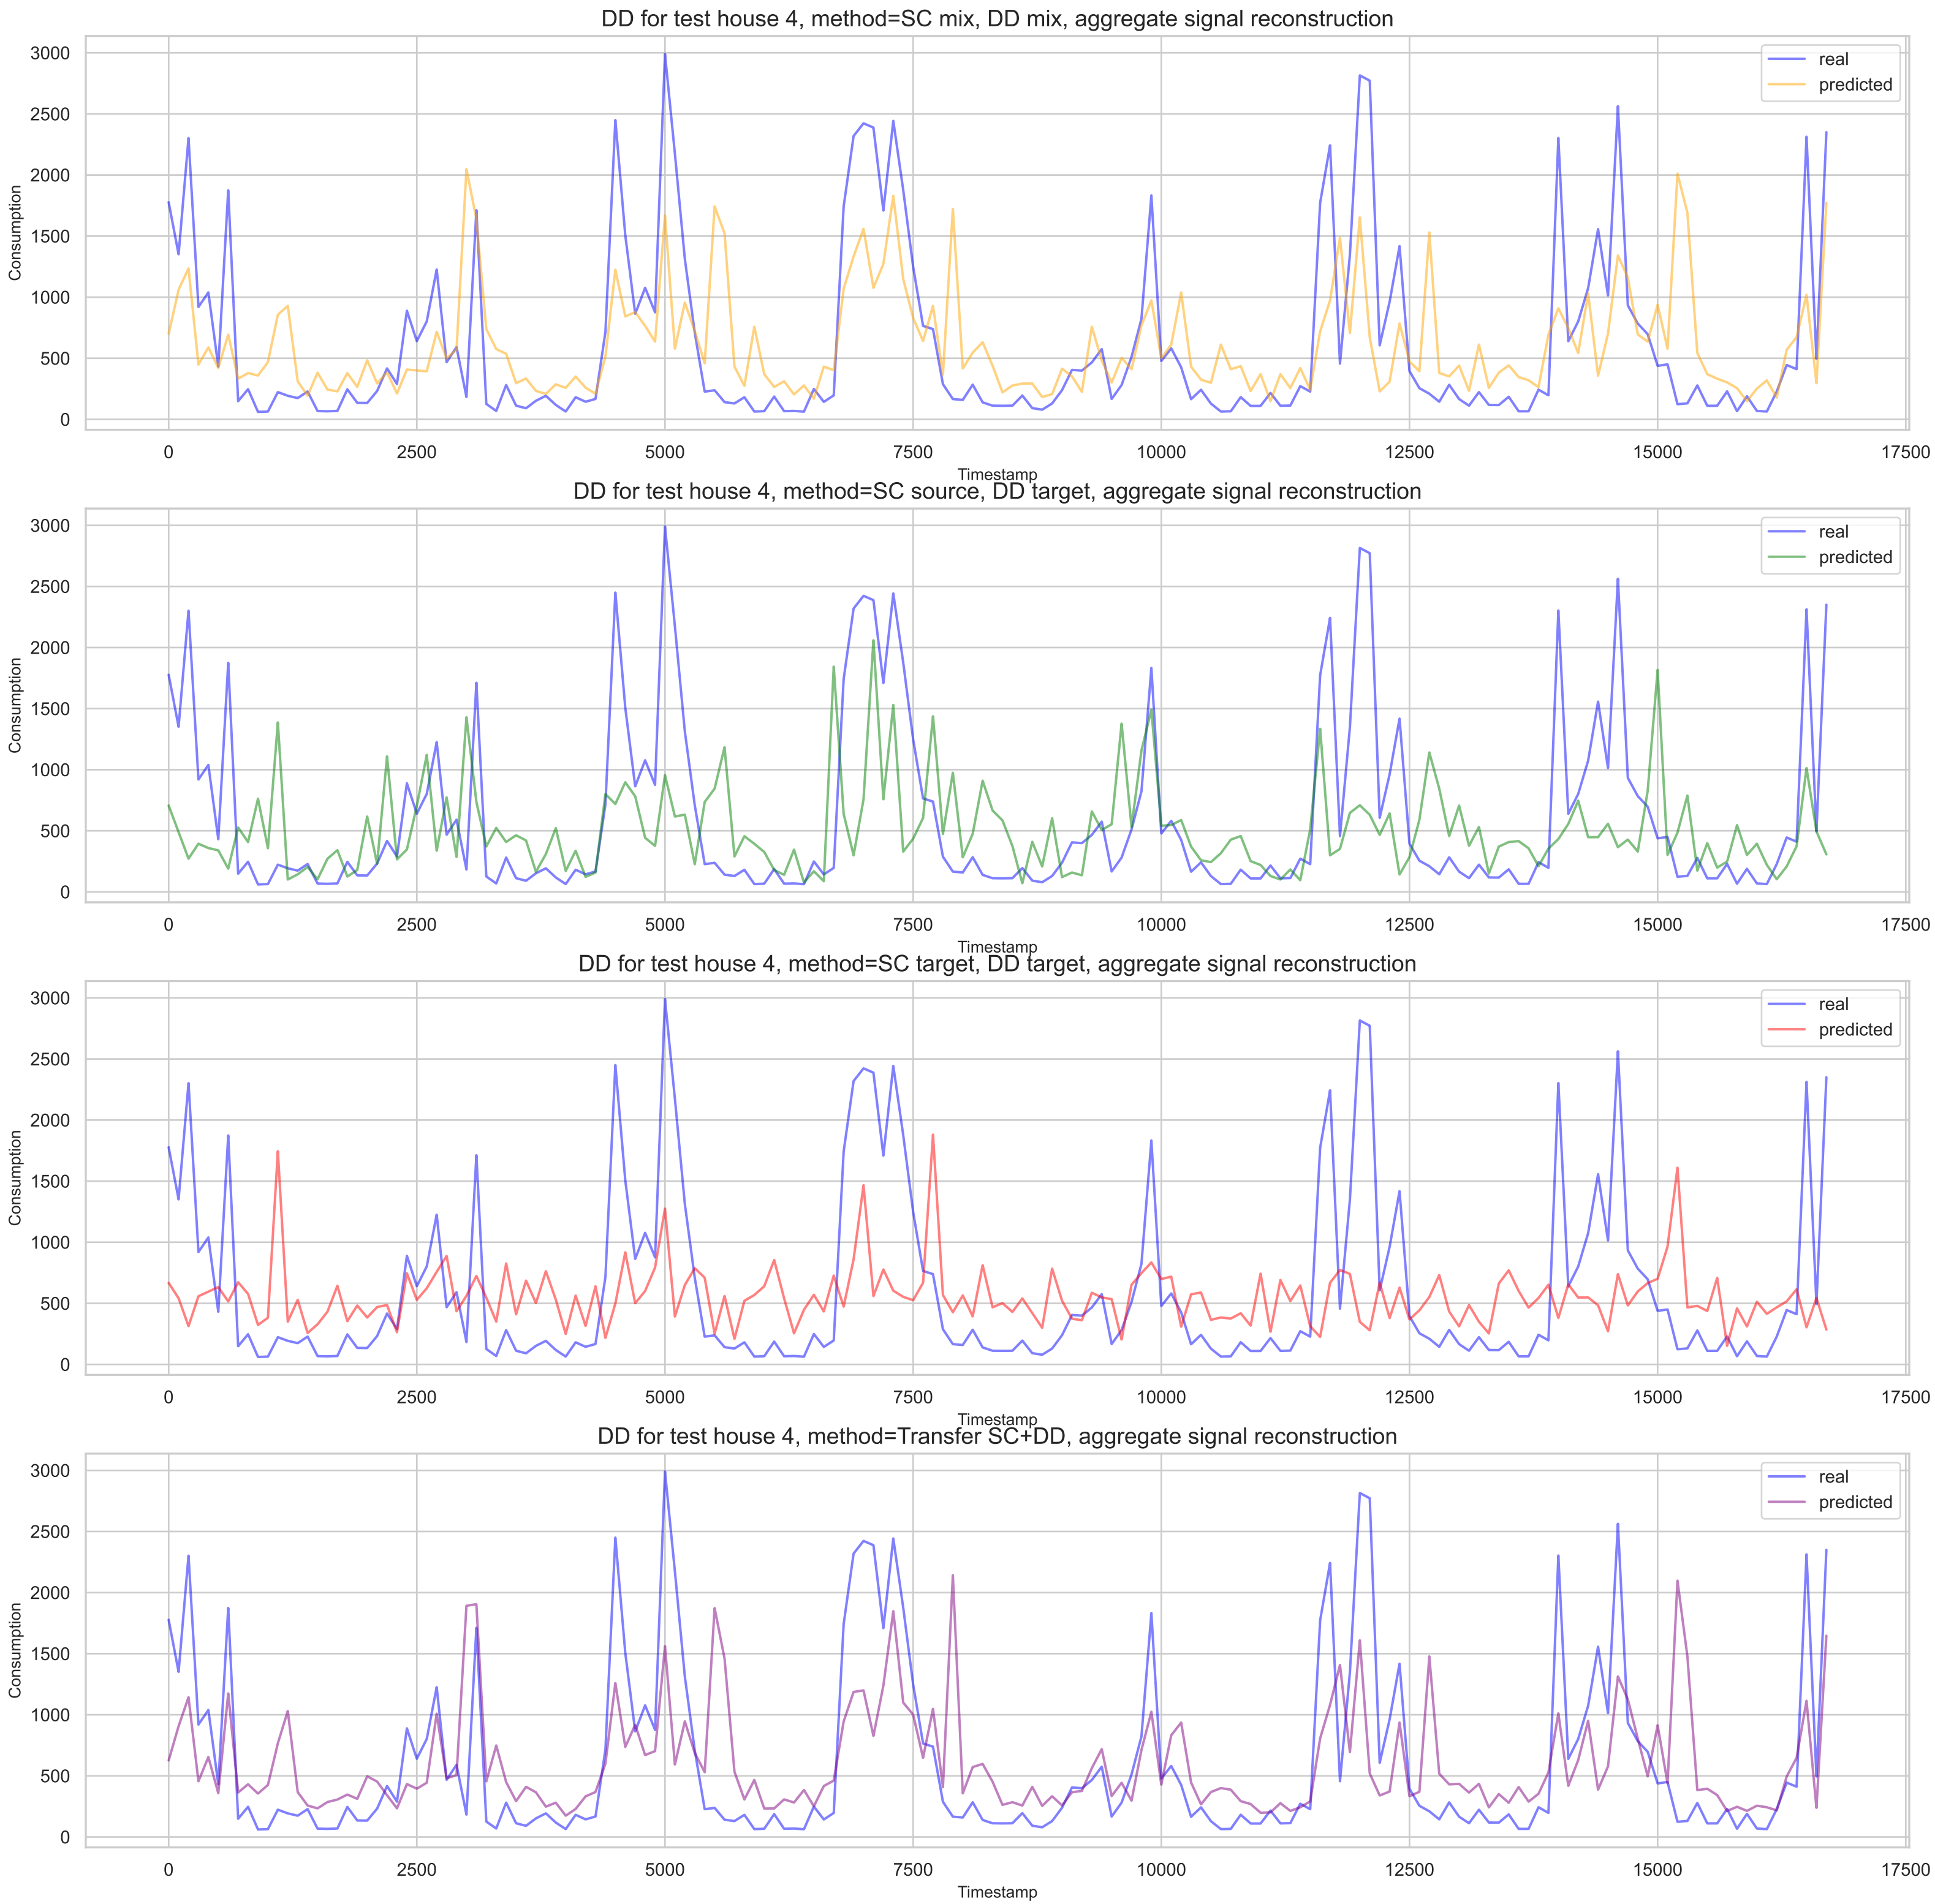 DD for test house 4, method=SC mix, DD mix, aggregate signal reconstruction
3000
2500
2000
1500
1000
500
0
Consumption
real
predicted
0 2500 5000 7500 10000 12500 15000 17500
Timestamp
DD for test house 4, method=SC source, DD target, aggregate signal reconstruction
3000
2500
2000
1500
1000
500
0
Consumption
real
predicted
0 2500 5000 7500 10000 12500 15000 17500
Timestamp
DD for test house 4, method=SC target, DD target, aggregate signal reconstruction
3000
2500
2000
1500
1000
500
0
Consumption
real
predicted
0 2500 5000 7500 10000 12500 15000 17500
Timestamp
DD for test house 4, method=Transfer SC+DD, aggregate signal reconstruction
3000
2500
2000
1500
1000
500
0
Consumption
real
predicted
0 2500 5000 7500 10000 12500 15000 17500
Timestamp